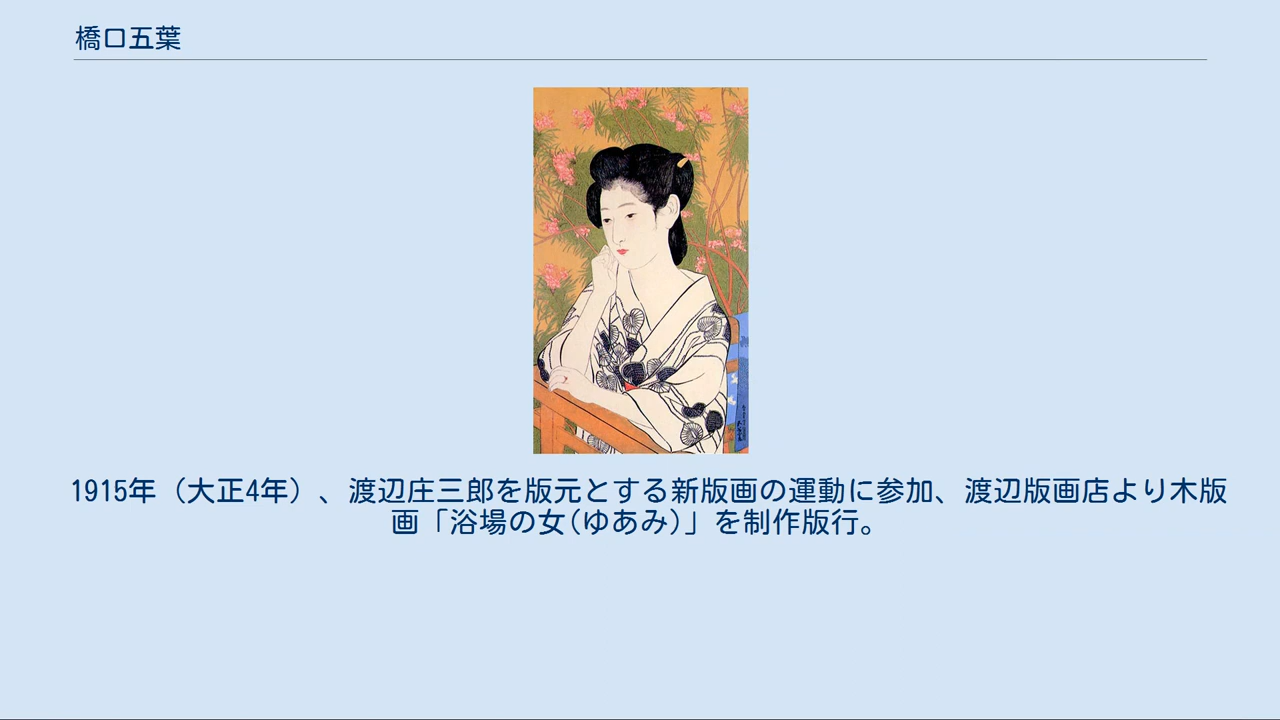 橋口五葉
1915年（大正4年）、渡辺庄三郎を版元とする新版画の運動に参加、渡辺版画店より木版
画「浴場の女(ゆあみ)」を制作版行。